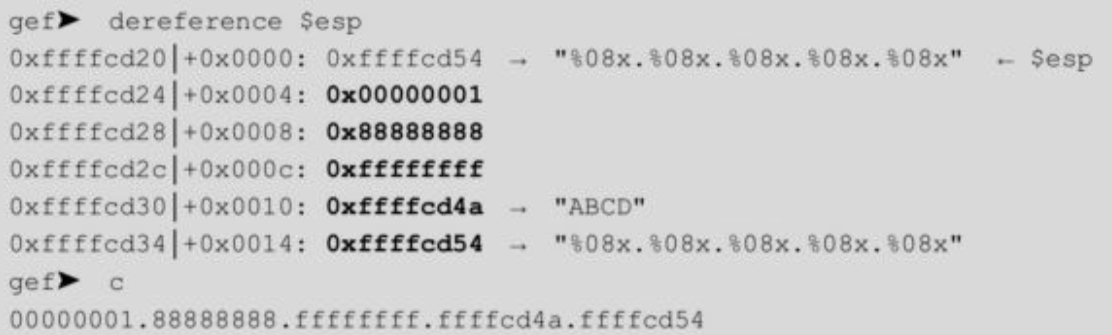 gef➤  dereference $esp
0xffffcd20|+0x0000: 0xffffcd54 → "%08x.%08x.%08x.%08x.%08x" ← $esp
0xffffcd24|+0x0004: 0x00000001
0xffffcd28|+0x0008: 0x88888888
0xffffcd2c|+0x000c: 0xffffffff
0xffffcd30|+0x0010: 0xffffcd4a → "ABCD"
0xffffcd34|+0x0014: 0xffffcd54 → "%08x.%08x.%08x.%08x.%08x"
gef➤  c
00000001.88888888.ffffffff.ffffcd4a.ffffcd54